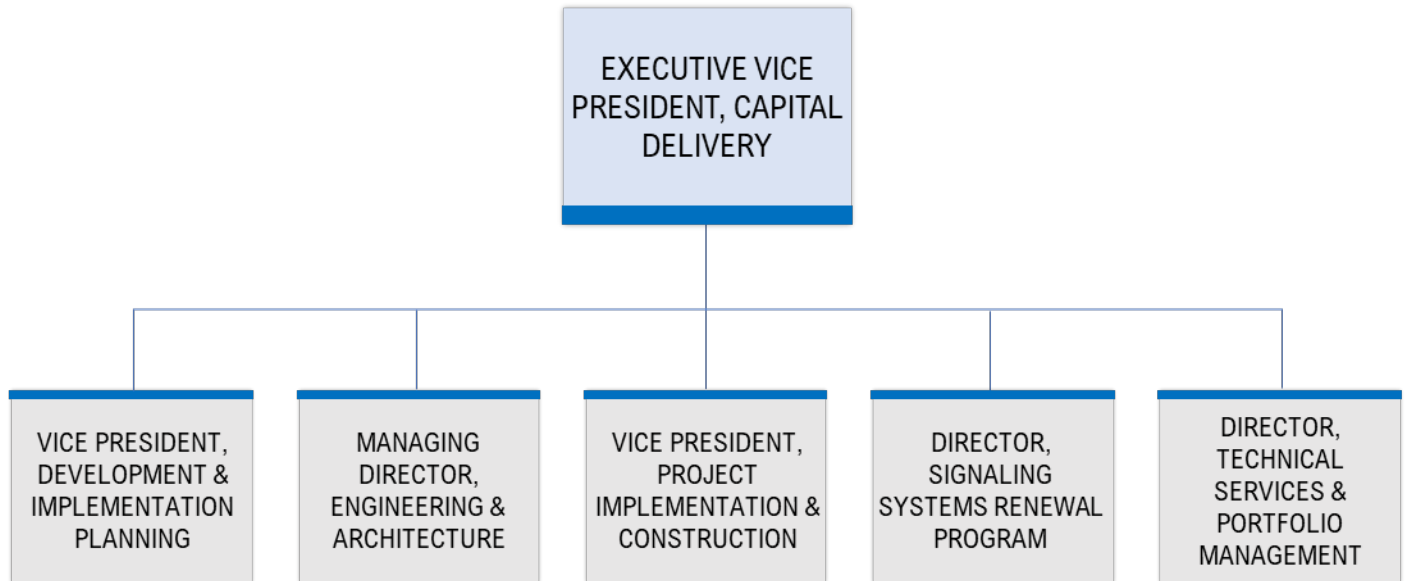 EXECUTIVE VICE
PRESIDENT, CAPITAL
DELIVERY
VICE PRESIDENT,
DEVELOPMENT &
IMPLEMENTATION
PLANNING
MANAGING
DIRECTOR,
ENGINEERING &
ARCHITECTURE
VICE PRESIDENT,
PROJECT
IMPLEMENTATION &
CONSTRUCTION
DIRECTOR,
SIGNALING
SYSTEMS RENEWAL
PROGRAM
DIRECTOR,
TECHNICAL
SERVICES &
PORTFOLIO
MANAGEMENT